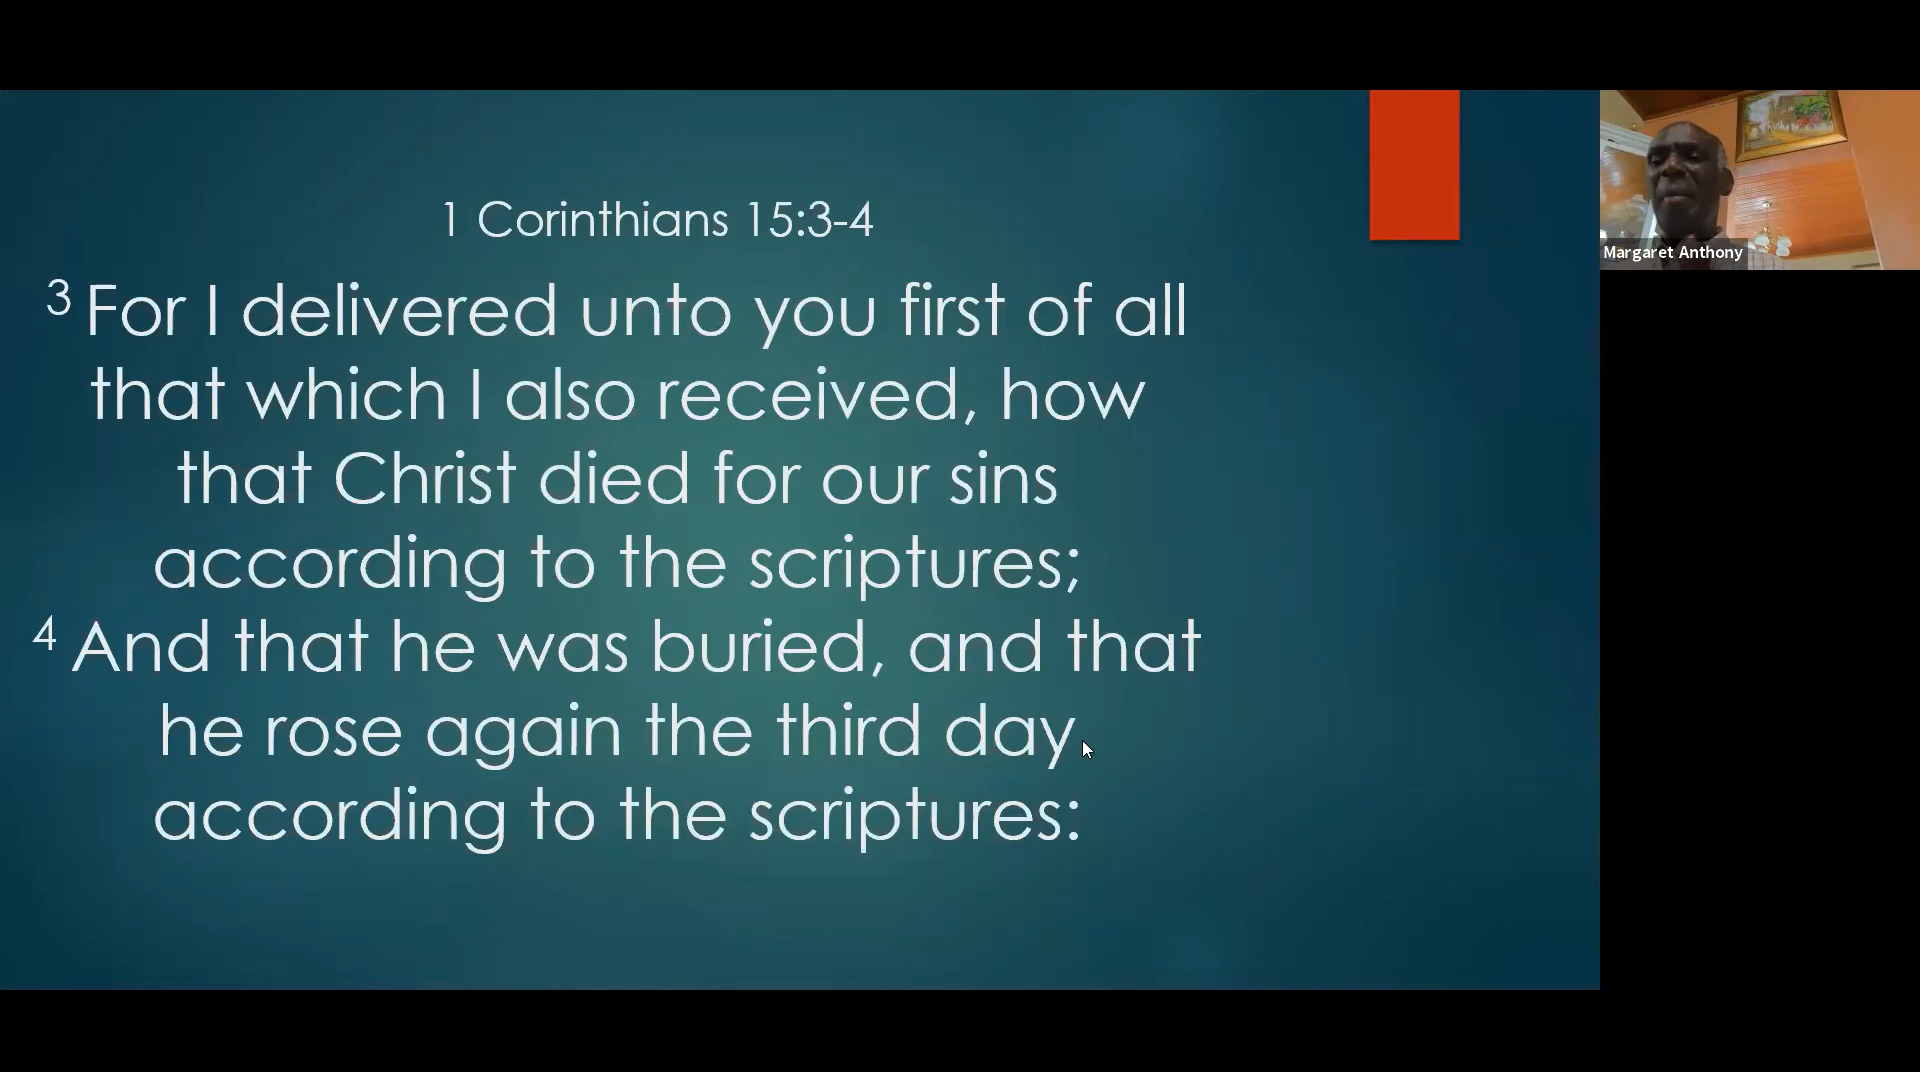 1 Corinthians 15:3-4
3 For I delivered unto you first of all
that which I also received, how
that Christ died for our sins
according to the scriptures;
4 And that he was buried, and that
he rose again the third day
according to the scriptures:
Margaret Anthony